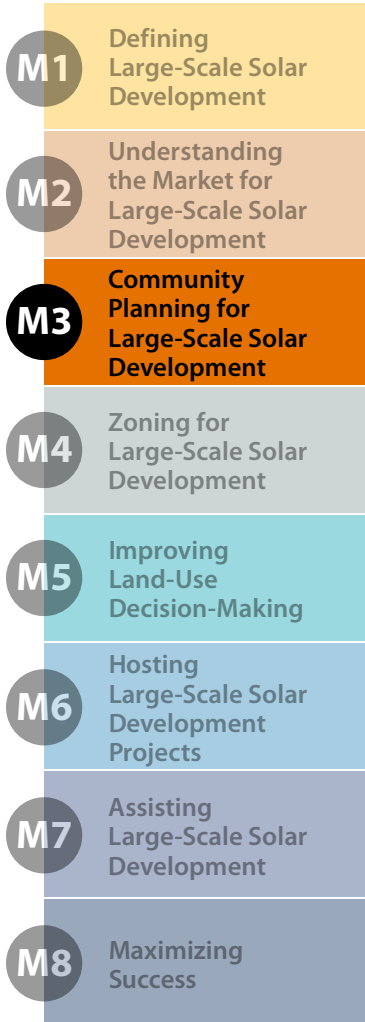 M1
Defining
Large-Scale Solar
Development
M2
Understanding
the Market for
Large-Scale Solar
Development
M3
Community
Planning for
Large-Scale Solar
Development
M4
Zoning for
Large-Scale Solar
Development
M5
Improving
Land-Use
Decision-Making
M6
Hosting
Large-Scale Solar
Development
Projects
M7
Assisting
Large-Scale Solar
Development
M8
Maximizing
Success